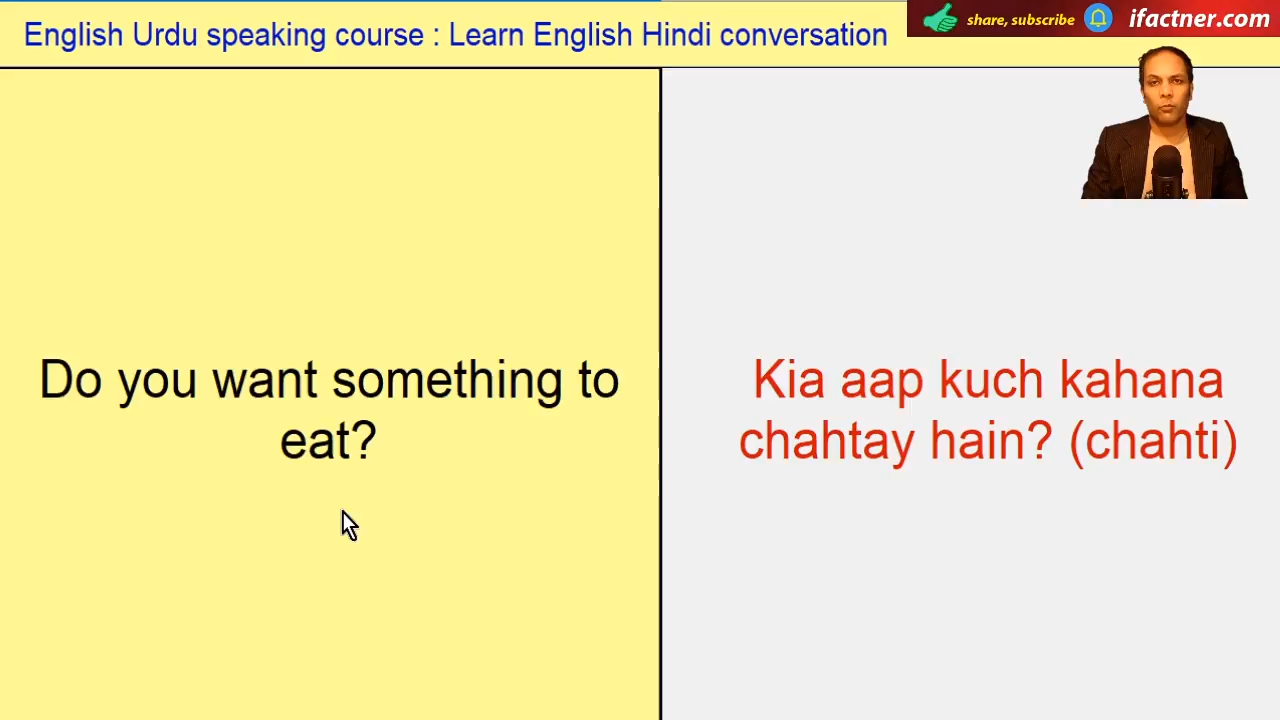 English Urdu speaking course : Learn English Hindi conversation
share, subscribe
ifactner.com
Do you want something to
eat?
Kia aap kuch kahana
chahtay hain? (chahti)